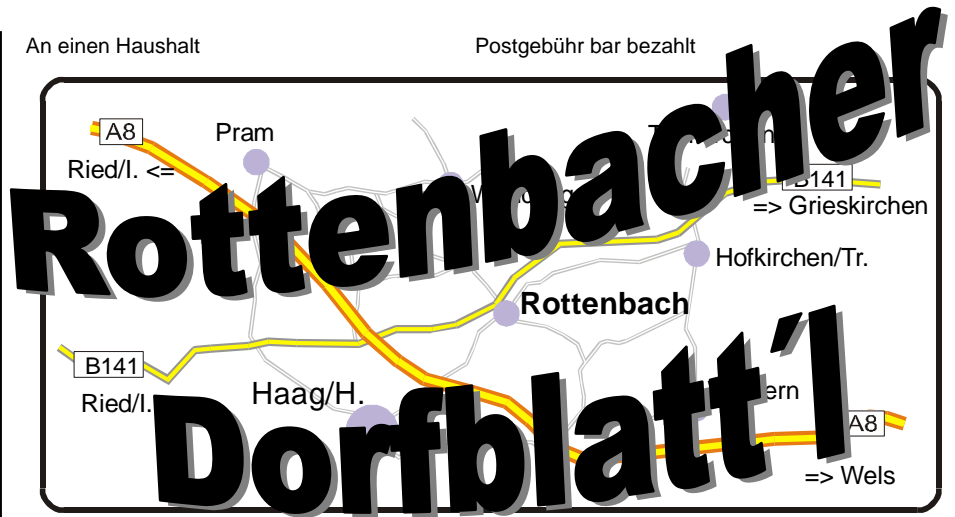 An einen Haushalt
Postgebühr bar bezahlt
Rottenbacher
A8
Pram
Ried/I. <=
B141
=> Grieskirchen
Hofkirchen/Tr.
Rottenbach
B141
Ried/I.
Haag/H.
Dorfblatt´l
A8
=> Wels